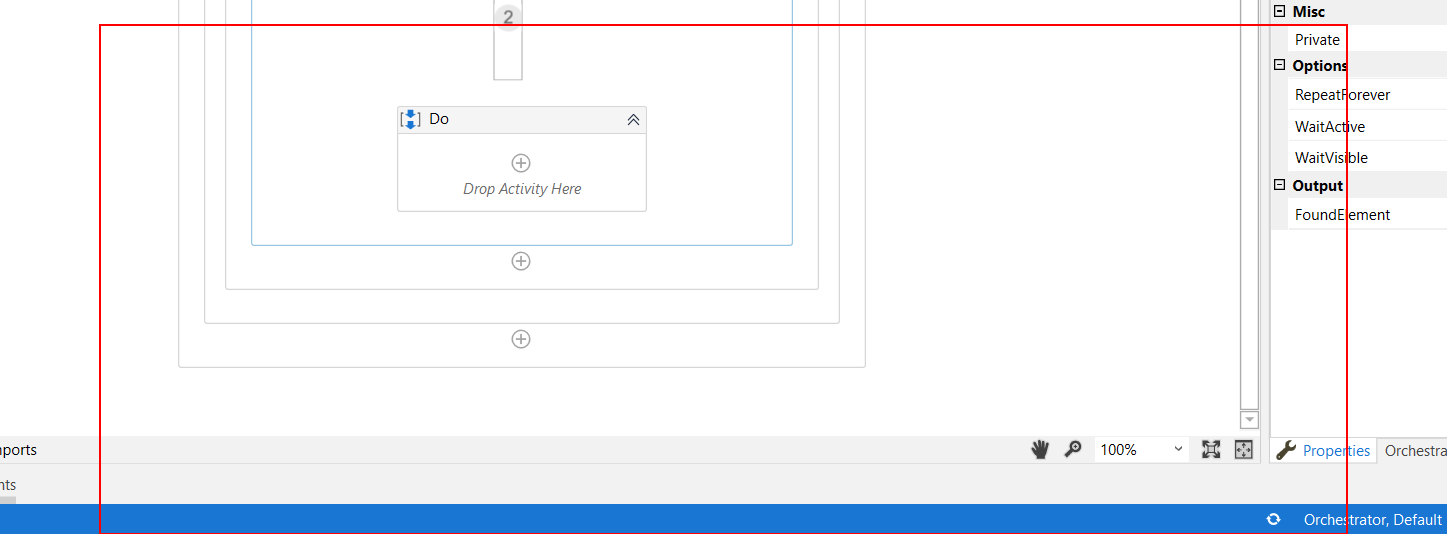 2
Do
Drop Activity Here
Misc
Private
Options
RepeatForever
WaitActive
WaitVisible
Output
FoundElement
ports
100%
Properties
Orchestra
nts
Orchestrator, Default